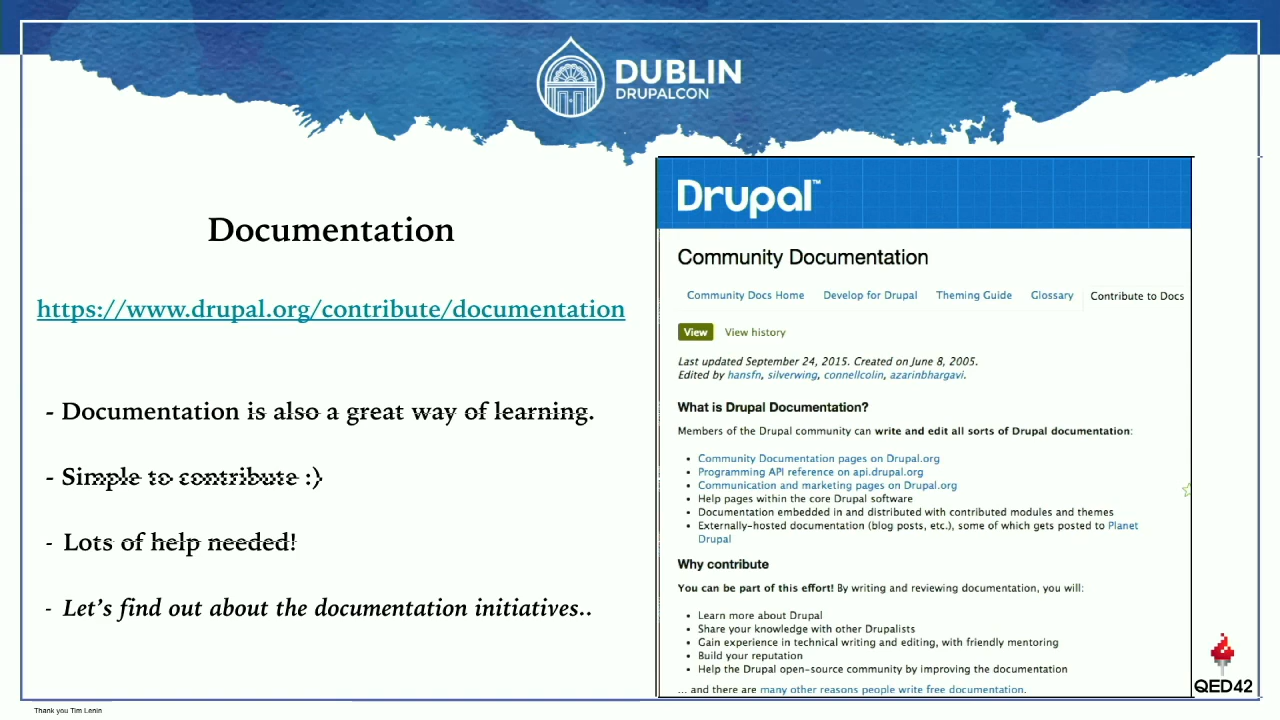 DUBLIN
DRUPALCON
Documentation
https://www.drupal.org/contribute/documentation
- Documentation is also a great way of learning.
- Simple to contribute :)
- Lots of help needed!
- Let's find out about the documentation initiatives..
Drupal™
Community Documentation
Community Docs Home Develop for Drupal Theming Guide Glossary Contribute to Docs
View View history
Last updated September 24, 2015. Created on June 8, 2005.
Edited by hansfn, silverwing, connellcolin, azarinbhargavi.
What is Drupal Documentation?
Members of the Drupal community can write and edit all sorts of Drupal documentation:
• Community Documentation pages on Drupal.org
• Programming API reference on api.drupal.org
• Communication and marketing pages on Drupal.org
• Help pages within the core Drupal software
• Documentation embedded in and distributed with contributed modules and themes
• Externally-hosted documentation (blog posts, etc.), some of which gets posted to Planet
Drupal
Why contribute
You can be part of this effort! By writing and reviewing documentation, you will:
• Learn more about Drupal
• Share your knowledge with other Drupalists
• Gain experience in technical writing and editing, with friendly mentoring
• Build your reputation
• Help the Drupal open-source community by improving the documentation
... and there are many other reasons people write free documentation.
QED42
Thank you Tim Lenin